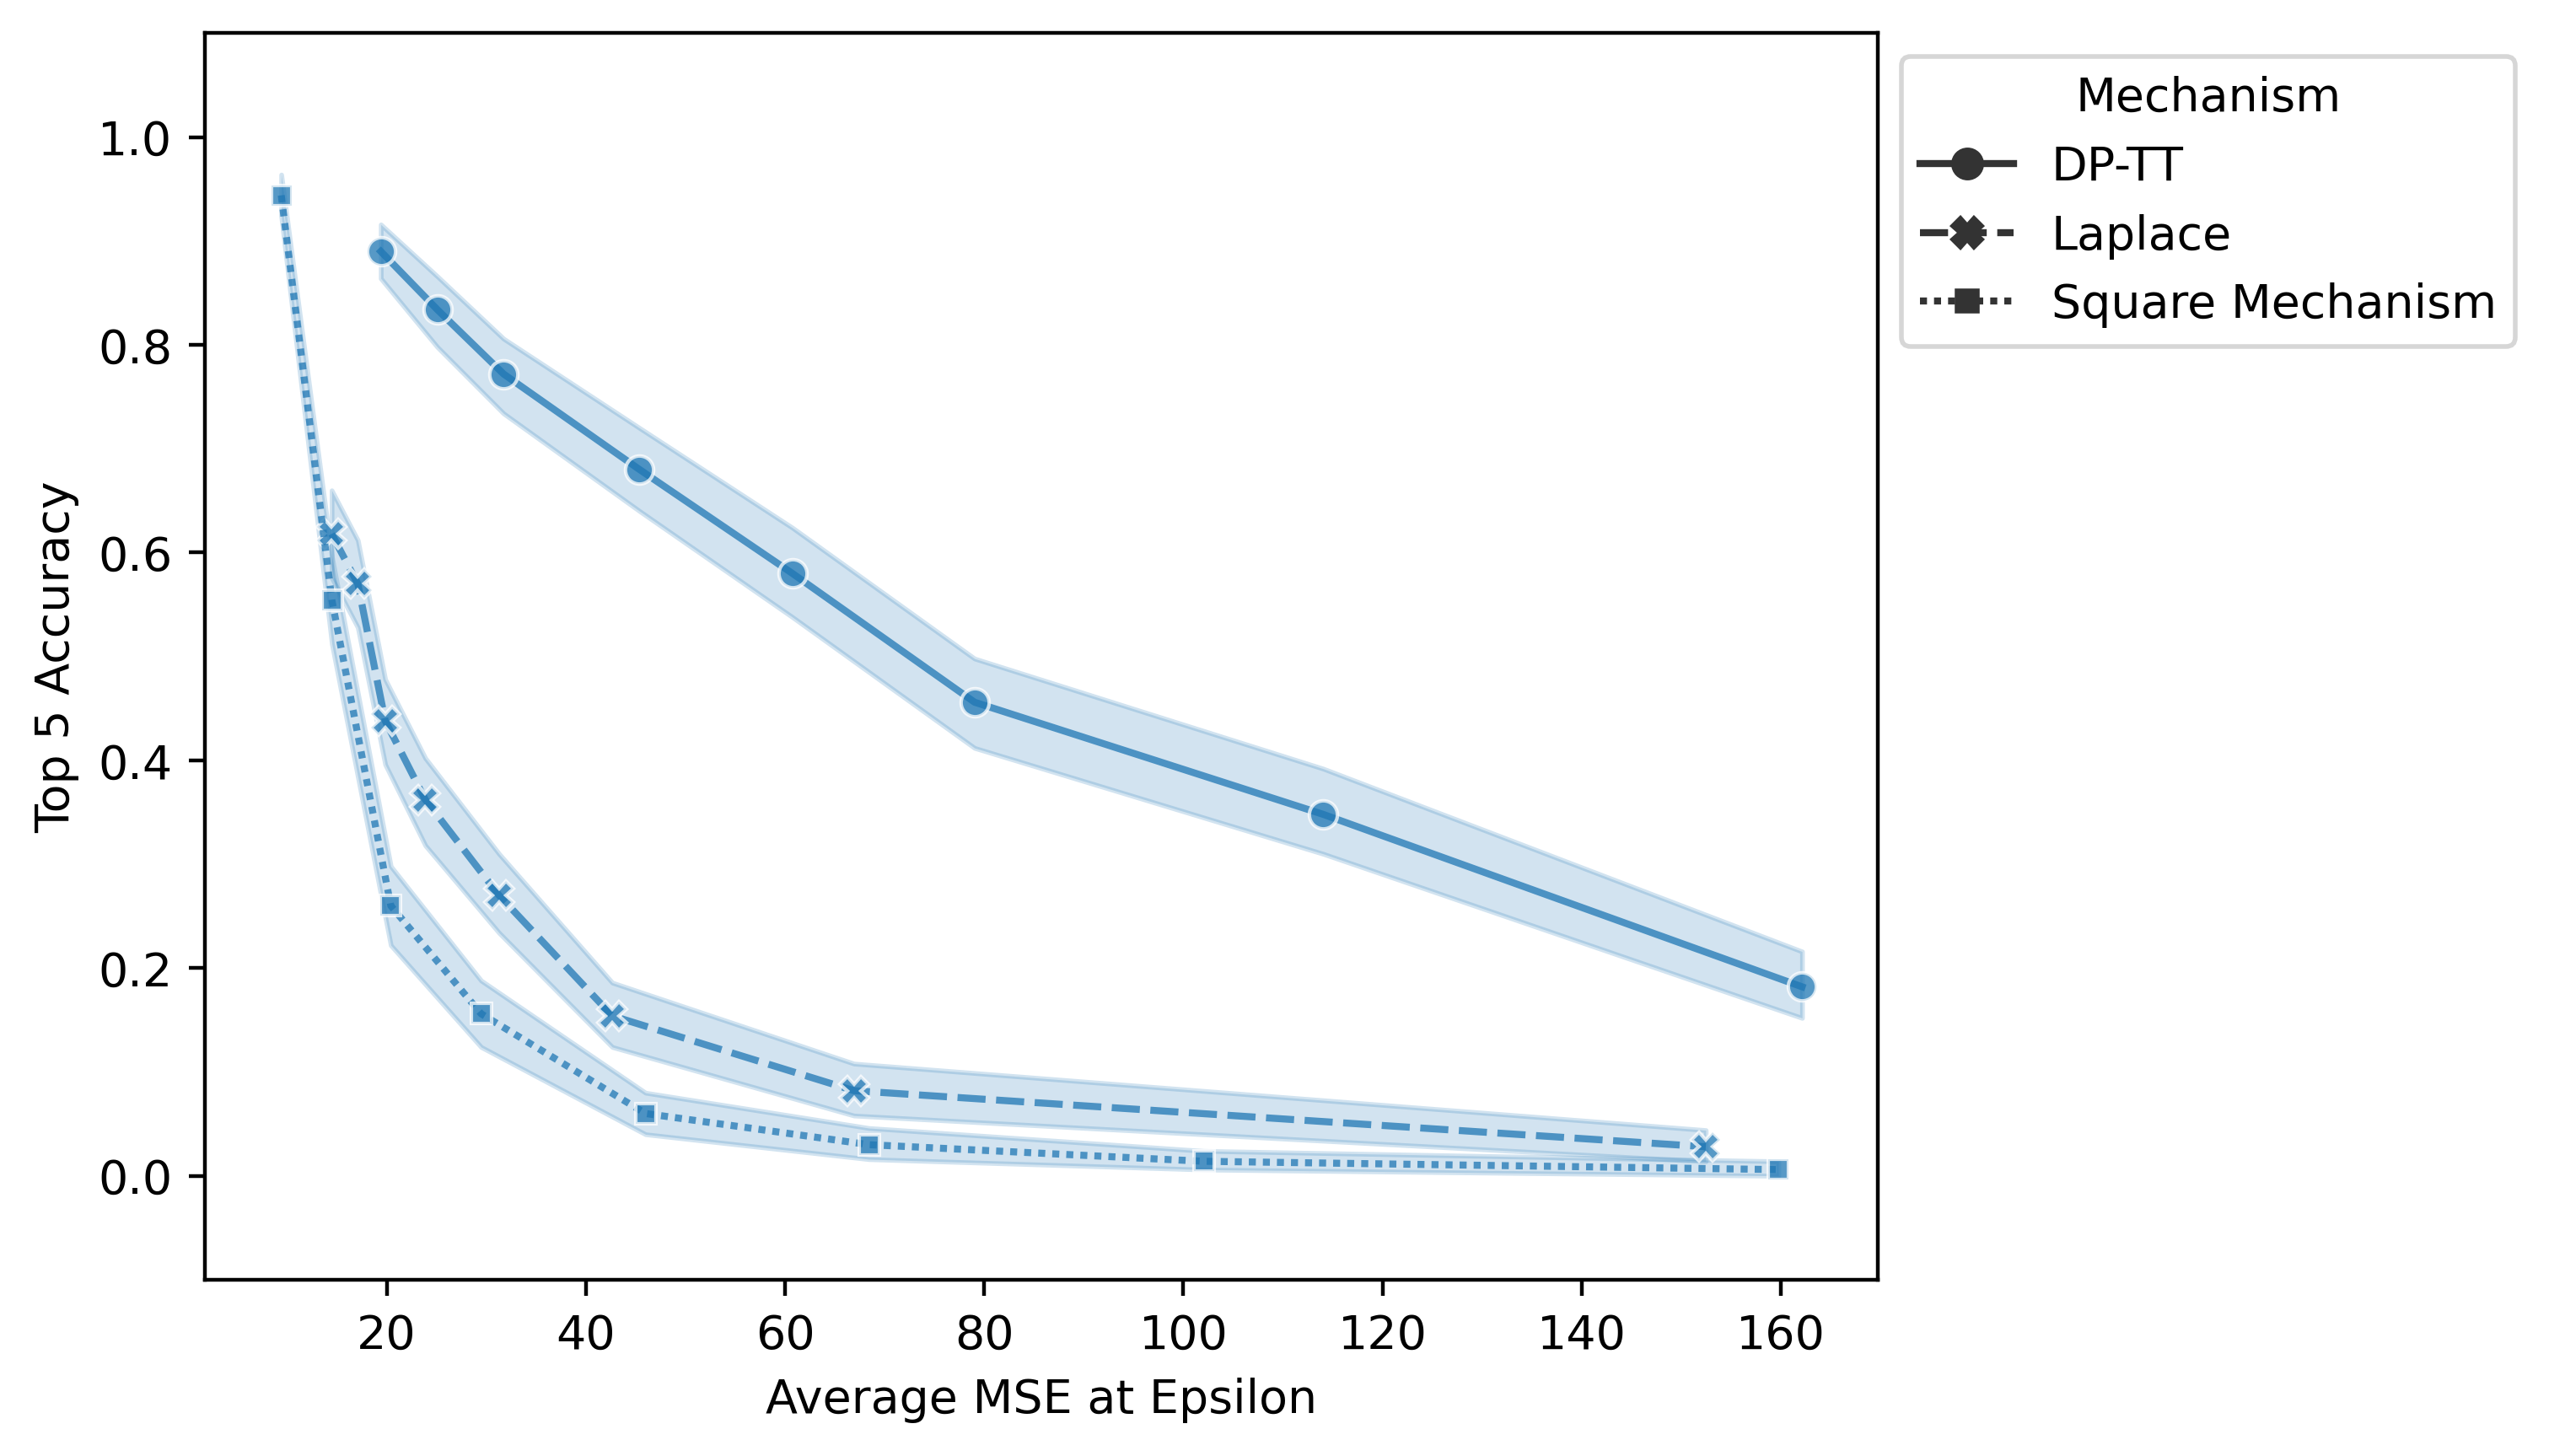 Mechanism
DP-TT
Laplace
Square Mechanism
Top 5 Accuracy
1.0
0.8
0.6
0.4
0.2
0.0
20 40 60 80 100 120 140 160
Average MSE at Epsilon